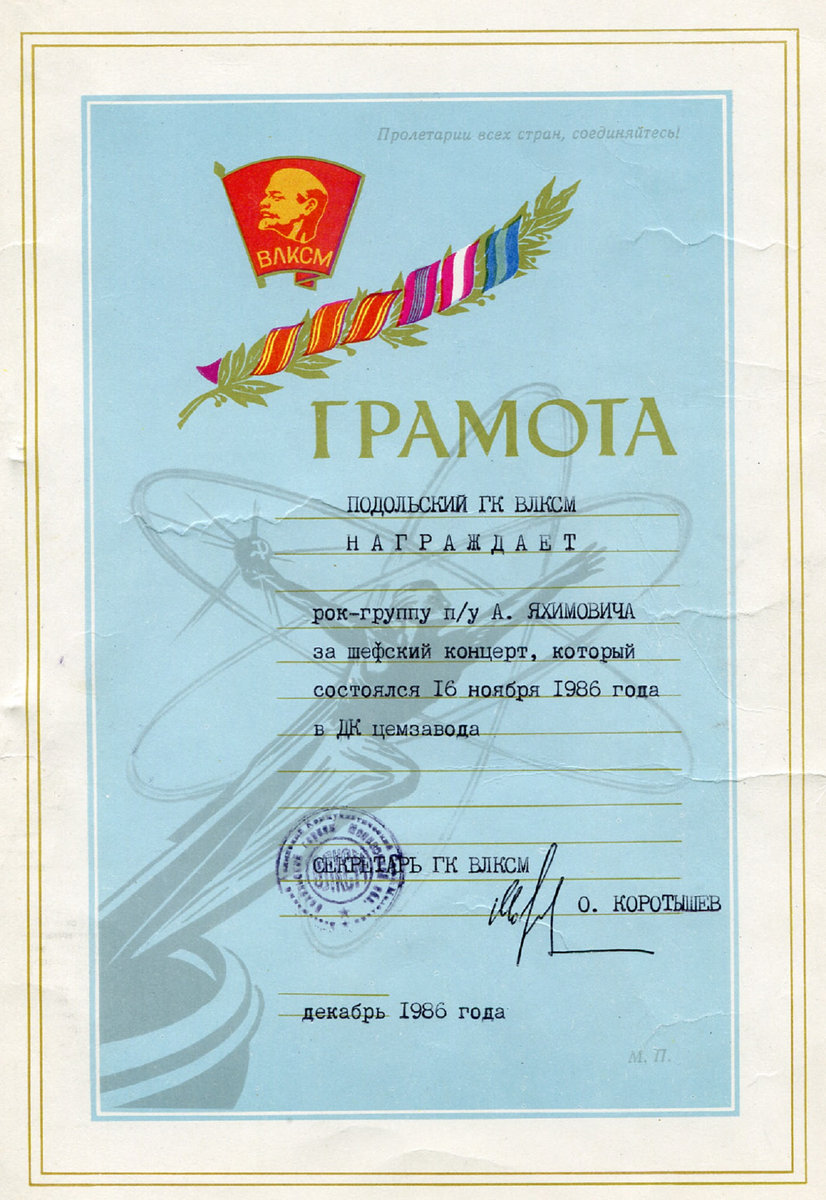 Пролетарии всех стран, соединяйтесь!
ВЛКСМ
ГРАМОТА
ПОДОЛЬСКИЙ ГК ВЛКСМ
НАГРАЖДАЕТ
рок-группу п/у А. ЯХИМОВИЧА
за шефский концерт, который
состоялся 16 ноября 1986 года
в ДК цемзавода
СЕКРЕТАРЬ ГК ВЛКСМ
О. КОРОТЫШЕВ
декабрь 1986 года
М. П.